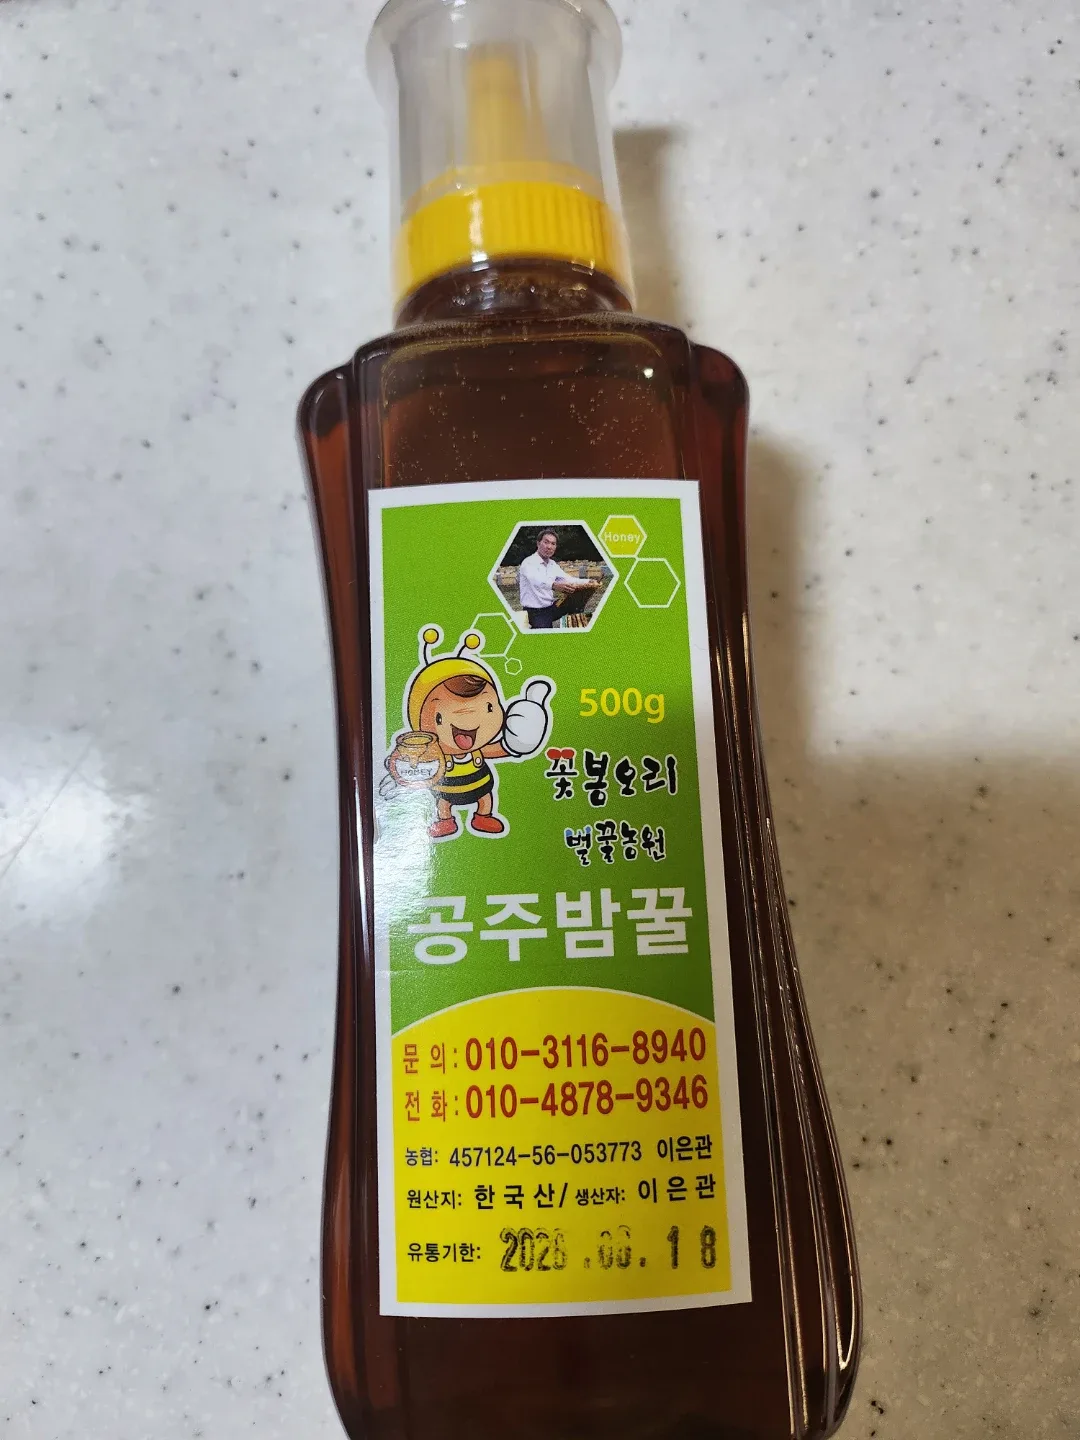 Honey
HONEY
500g
꽃봉오리
벌꿀농원
공주밤꿀
문 의 : 010-3116-8940
전 화 : 010-4878-9346
농협: 457124-56-053773 이은관
원산지: 한국산 / 생산자: 이은관
유통기한: